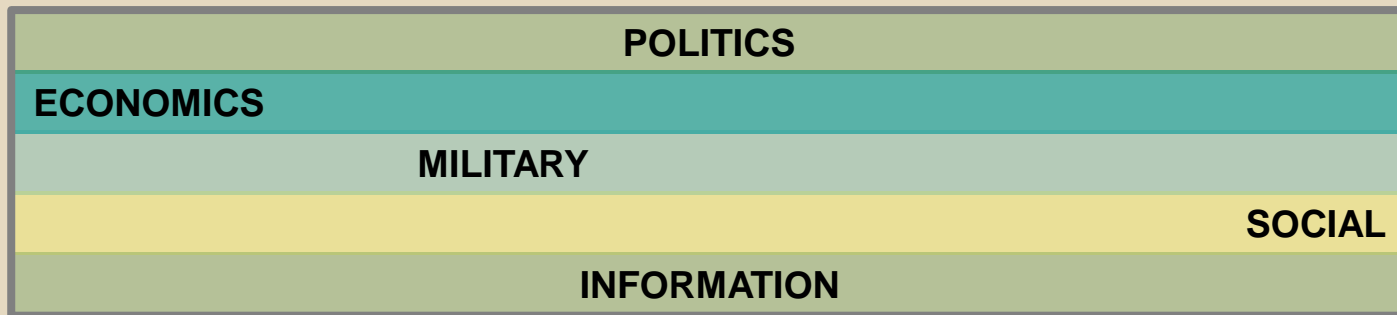 POLITICS
ECONOMICS
MILITARY
SOCIAL
INFORMATION